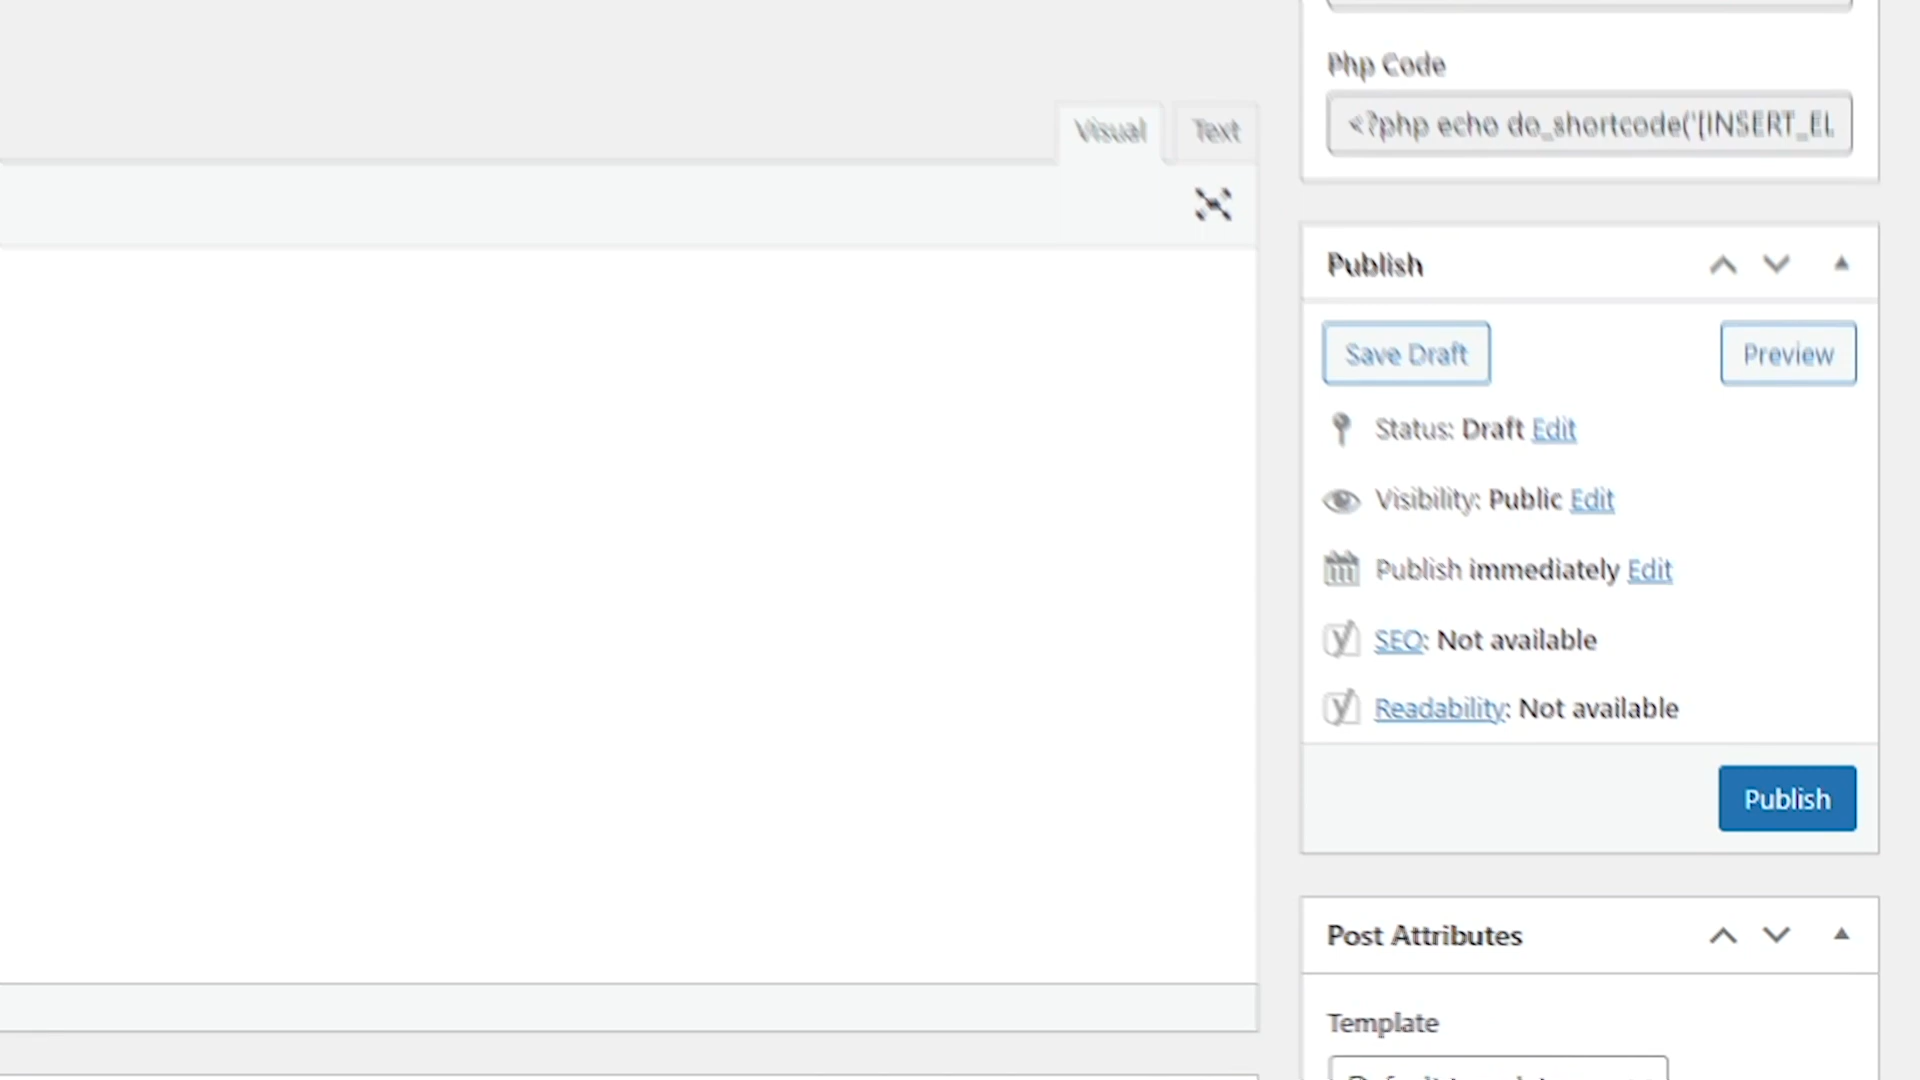 Php Code
<?php echo do_shortcode('[INSERT_EL
Visual Text
Publish
Save Draft Preview
Status: Draft Edit
Visibility: Public Edit
Publish immediately Edit
SEO: Not available
Readability: Not available
Publish
Post Attributes
Template